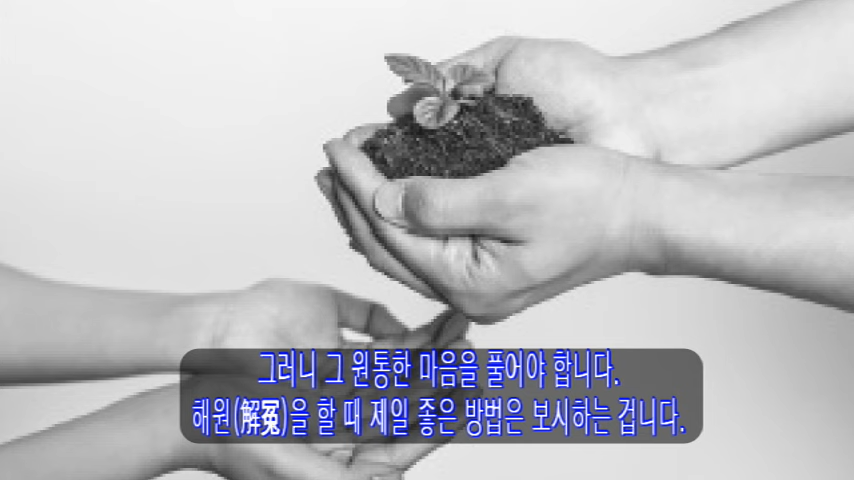 그러니 그 원통한 마음을 풀어야 합니다.
해원(解冤)을 할 때 제일 좋은 방법은 보시하는 겁니다.